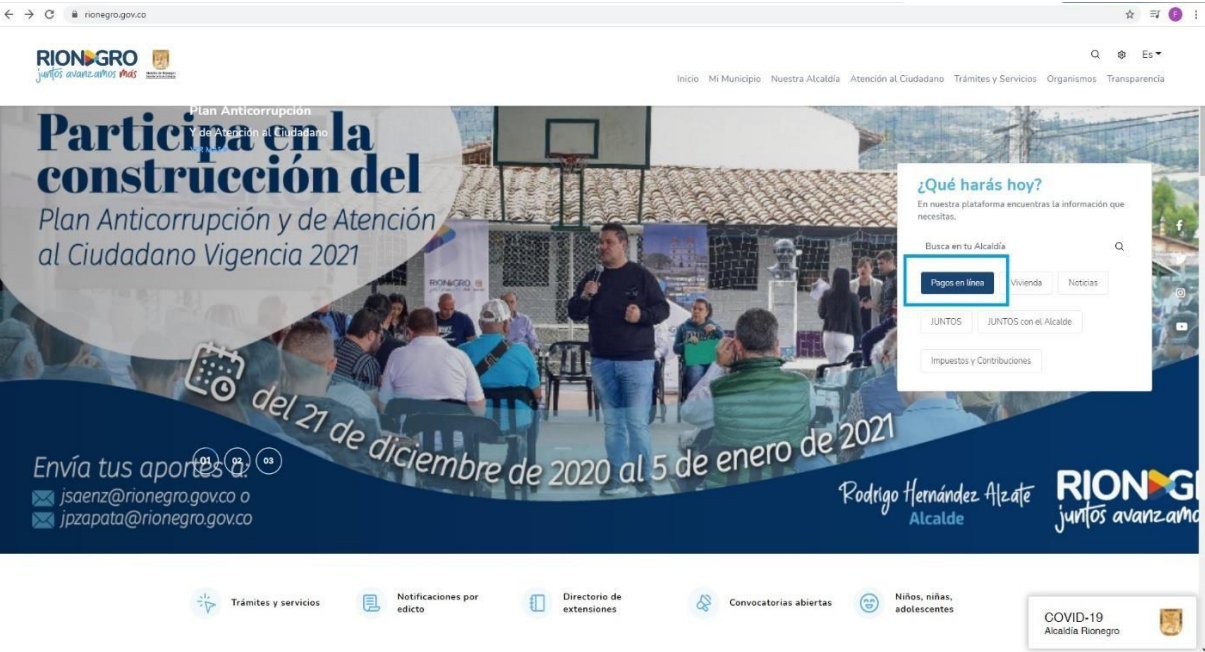 rionegro.gov.co
F
RIONEGRO
juntos avanzamos más
Es
Inicio Mi Municipio Nuestra Alcaldía Atención al Ciudadano Trámites y Servicios Organismos Transparencia
Plan Anticorrupción
Y de Atención al Ciudadano
Participa en la
construcción del
Plan Anticorrupción y de Atención
al Ciudadano Vigencia 2021
RIONEGRO
¿Qué harás hoy?
En nuestra plataforma encuentras la información que
necesitas.
Busca en tu Alcaldía
Pagos en línea Vivienda Noticias
JUNTOS JUNTOS con el Alcalde
Impuestos y Contribuciones
del 21 de diciembre de 2020 al 5 de enero de 2021
01 02 03
Envía tus aportes a:
jsaenz@rionegro.gov.co o
jpzapata@rionegro.gov.co
Rodrigo Hernández Alzate
Alcalde
RIONEG
juntos avanzamo
Trámites y servicios
Notificaciones por
edicto
Directorio de
extensiones
Convocatorias abiertas
Niños, niñas,
adolescentes
COVID-19
Alcaldía Rionegro